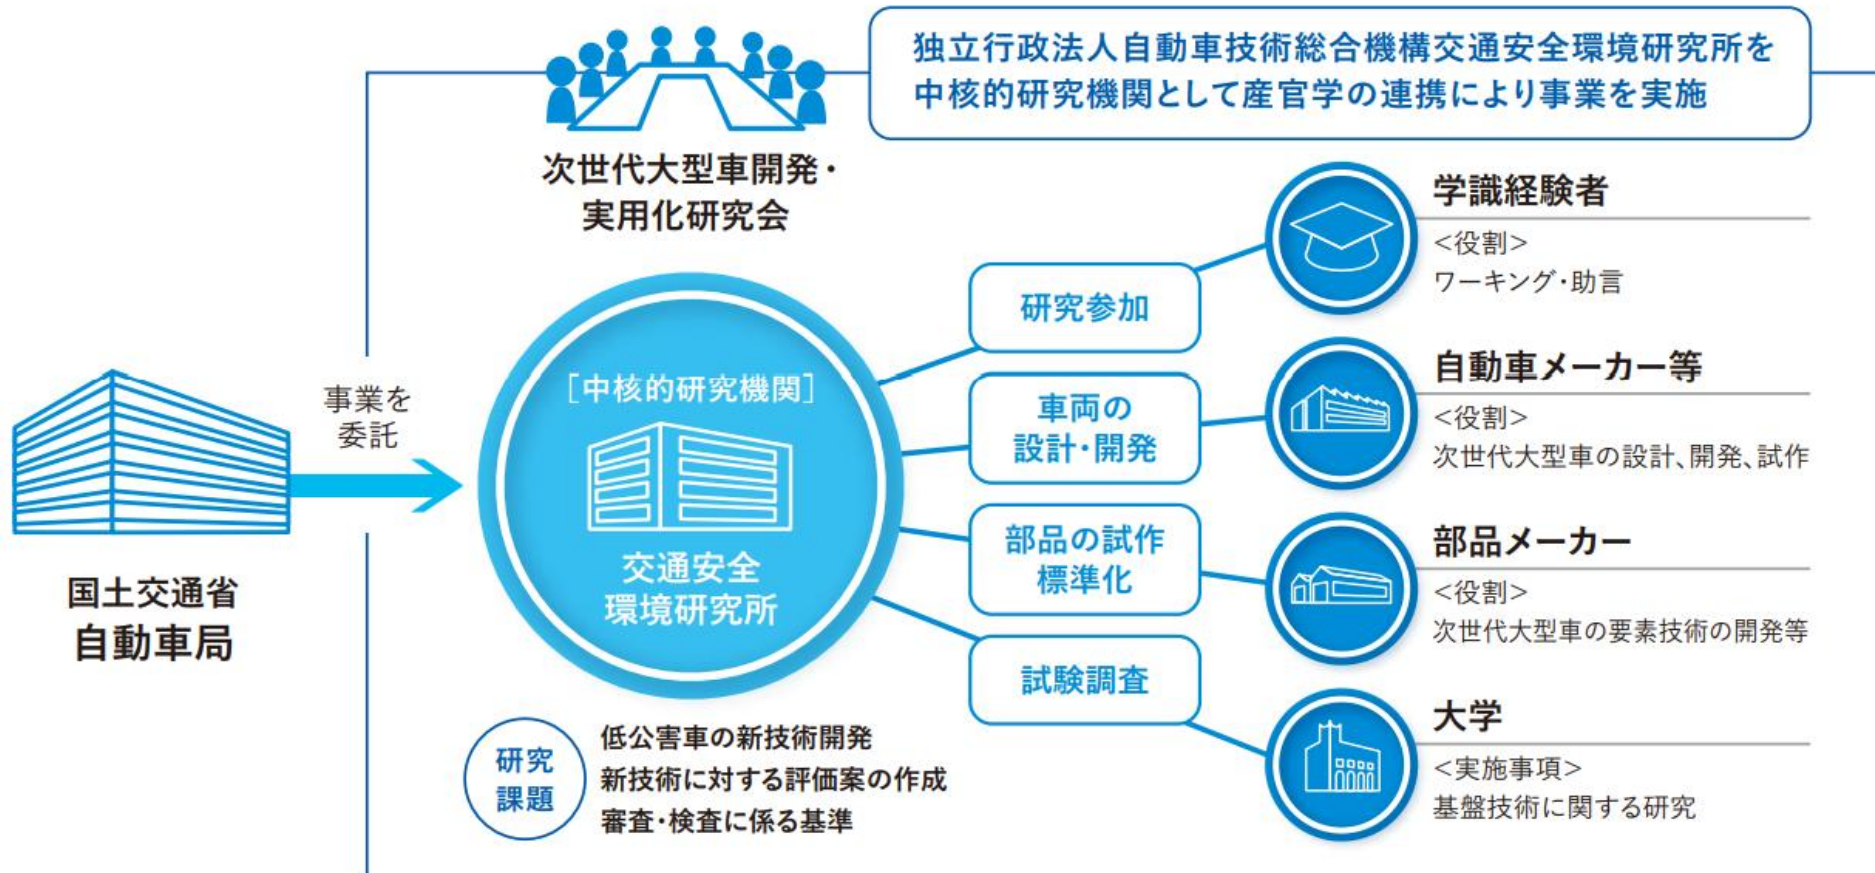 独立行政法人自動車技術総合機構交通安全環境研究所を
中核的研究機関として産官学の連携により事業を実施
次世代大型車開発・
実用化研究会
国土交通省
自動車局
事業を
委託
［中核的研究機関］
交通安全
環境研究所
研究
課題
低公害車の新技術開発
新技術に対する評価案の作成
審査・検査に係る基準
研究参加
学識経験者
<役割>
ワーキング・助言
車両の
設計・開発
自動車メーカー等
<役割>
次世代大型車の設計、開発、試作
部品の試作
標準化
部品メーカー
<役割>
次世代大型車の要素技術の開発等
試験調査
大学
<実施事項>
基盤技術に関する研究